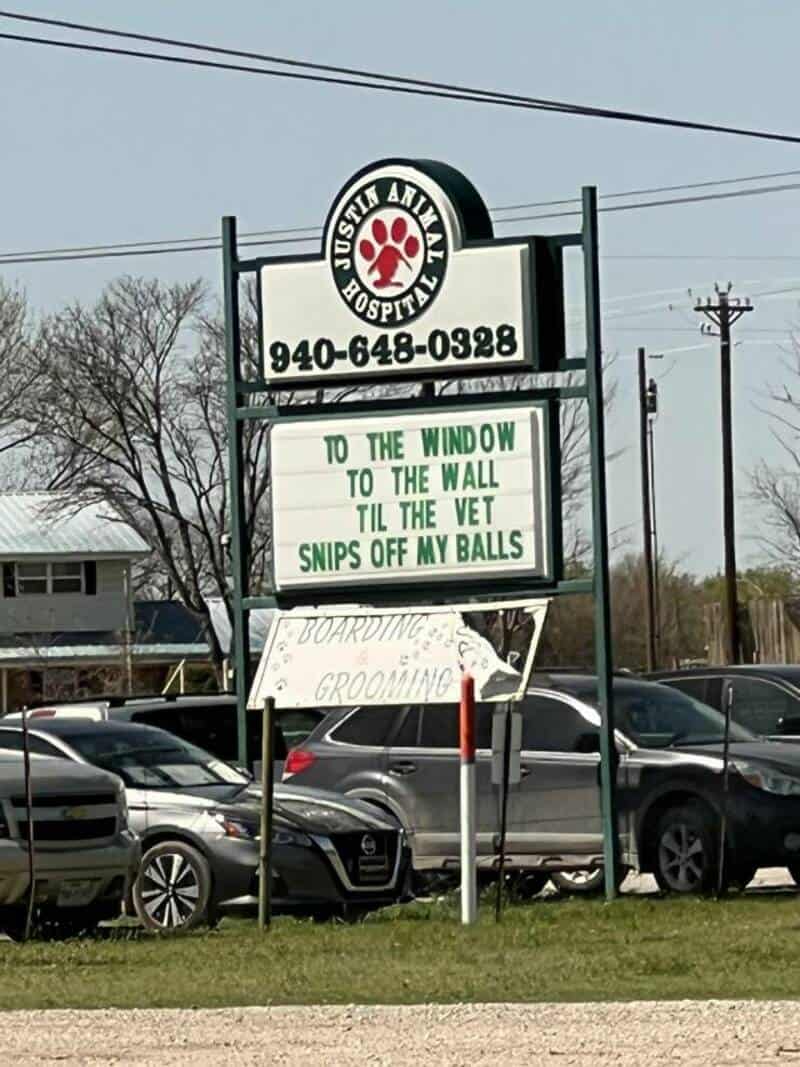 JUSTIN ANIMAL
HOSPITAL
940-648-0328
TO THE WINDOW
TO THE WALL
TIL THE VET
SNIPS OFF MY BALLS
BOARDING
&
GROOMING